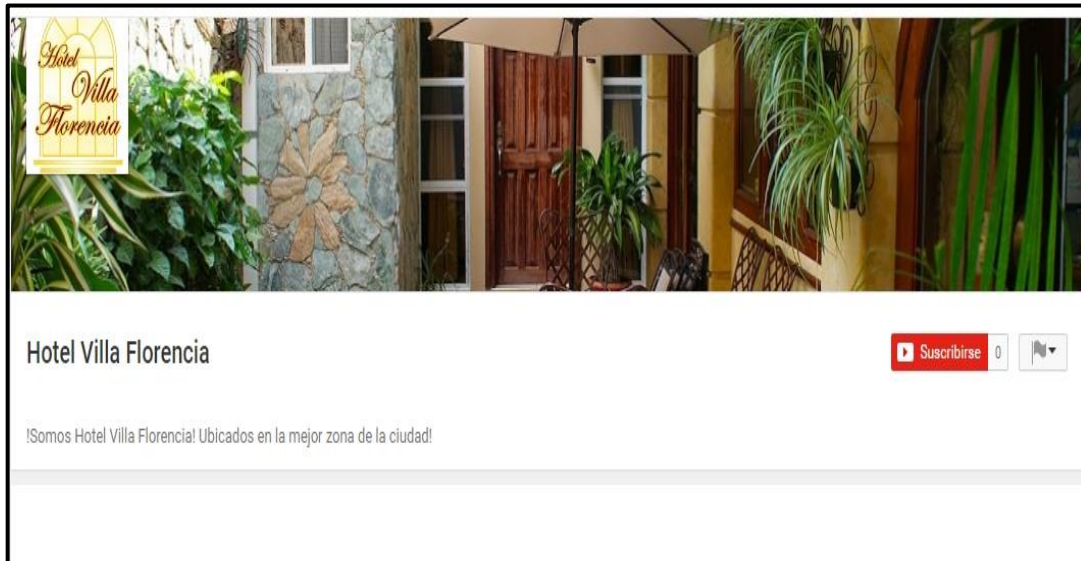 Hotel
Villa
Florencia
Hotel Villa Florencia
Suscribirse 0
!Somos Hotel Villa Florencia! Ubicados en la mejor zona de la ciudad!